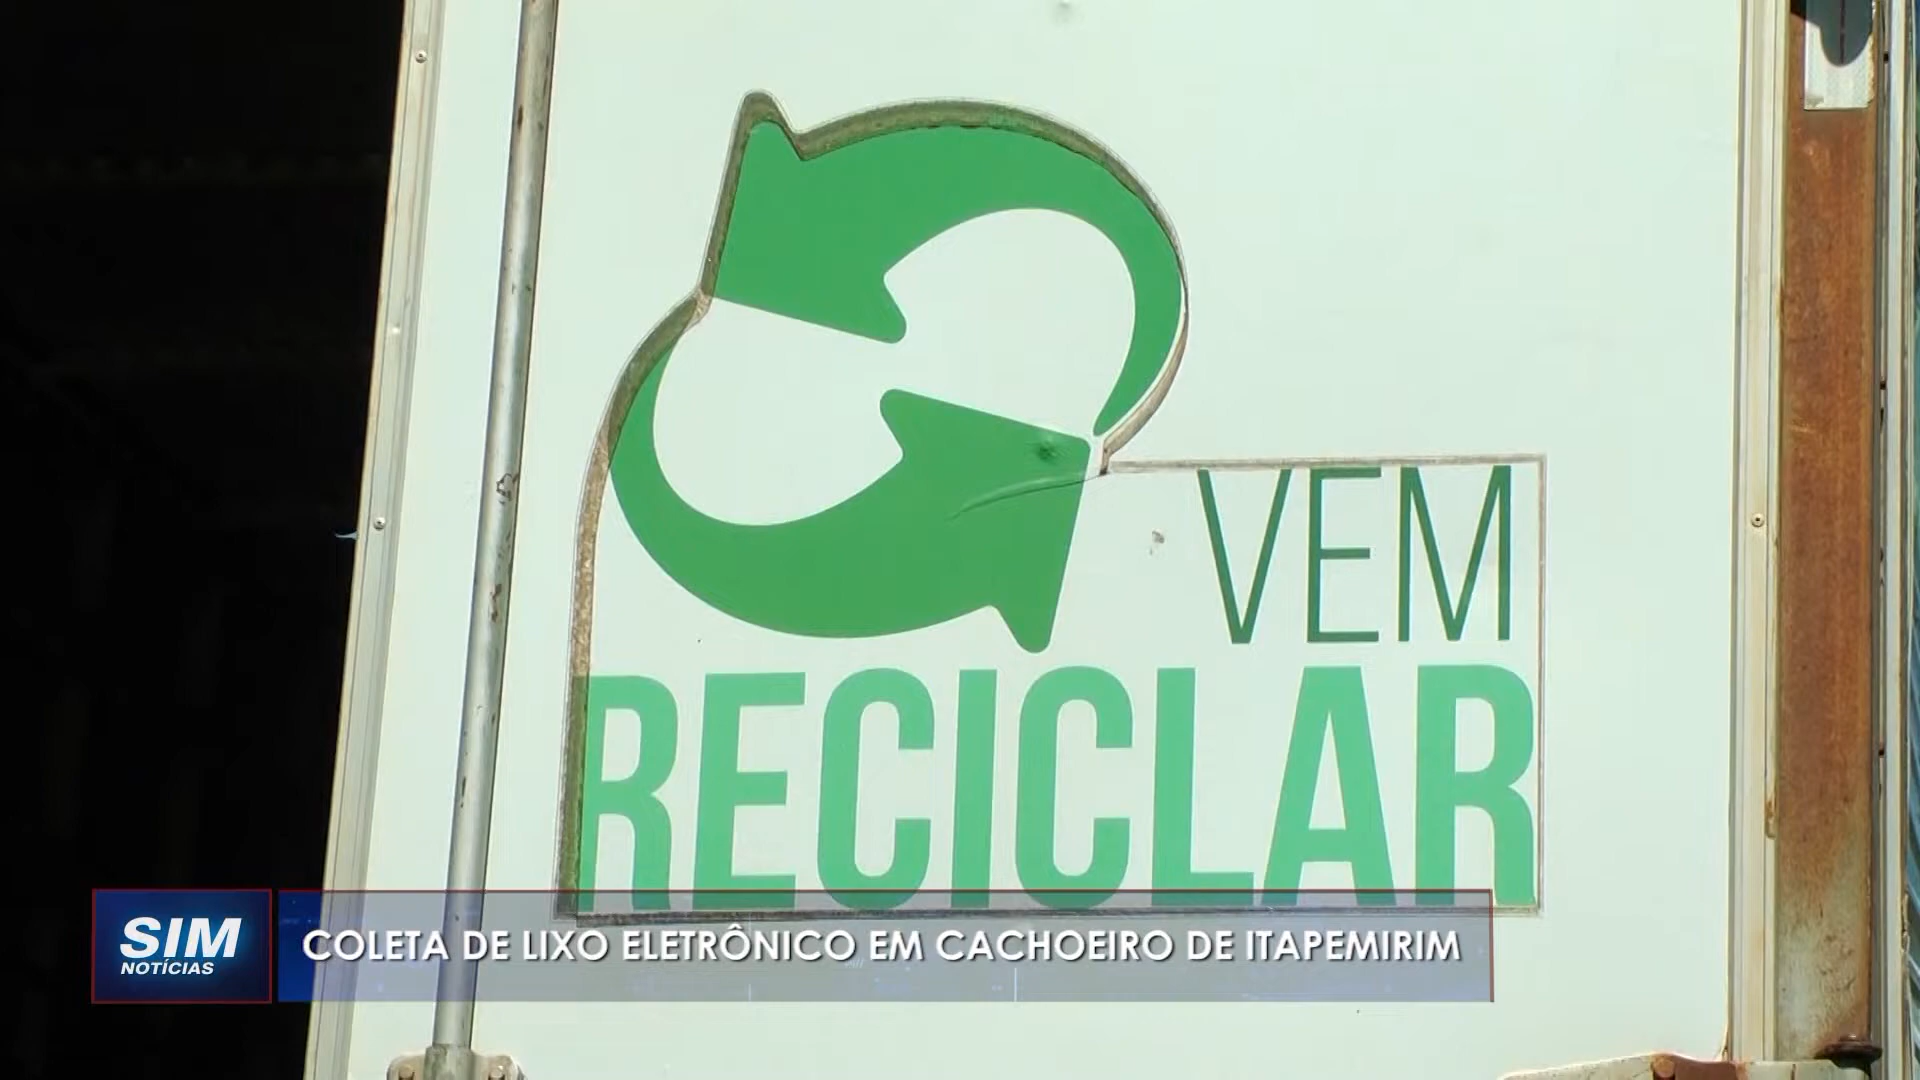 VEM
RECICLAR
SIM
NOTÍCIAS
COLETA DE LIXO ELETRÔNICO EM CACHOEIRO DE ITAPEMIRIM